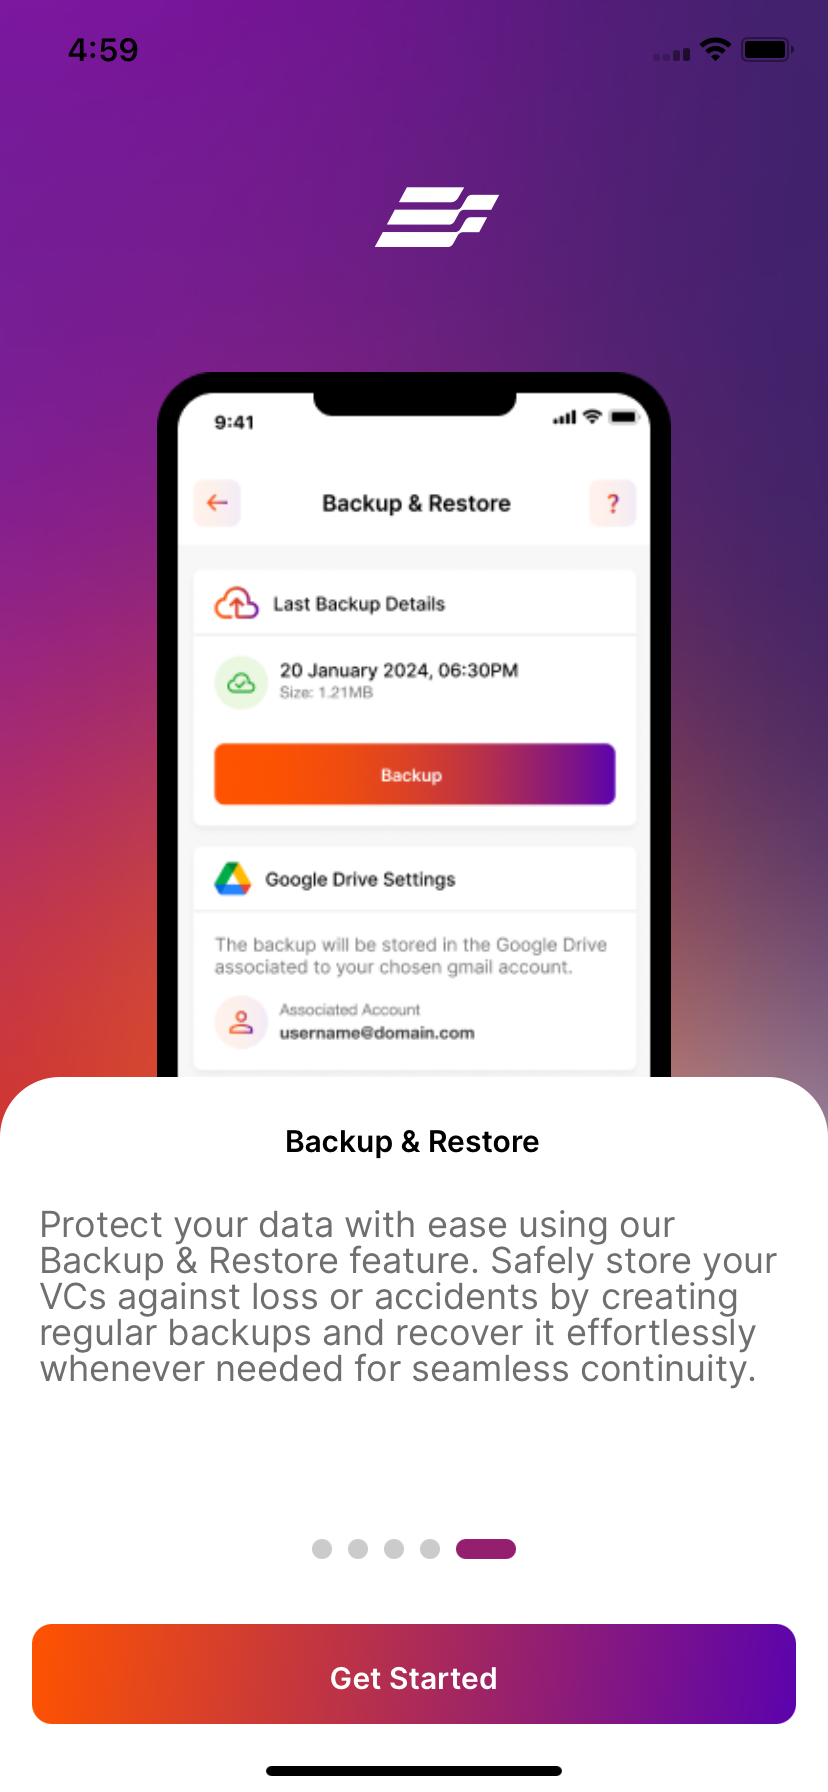 4:59
9:41
Backup & Restore
?
Last Backup Details
20 January 2024, 06:30PM
Size: 1.21MB
Backup
Google Drive Settings
The backup will be stored in the Google Drive
associated to your chosen gmail account.
Associated Account
username@domain.com
Backup & Restore
Protect your data with ease using our
Backup & Restore feature. Safely store your
VCs against loss or accidents by creating
regular backups and recover it effortlessly
whenever needed for seamless continuity.
Get Started